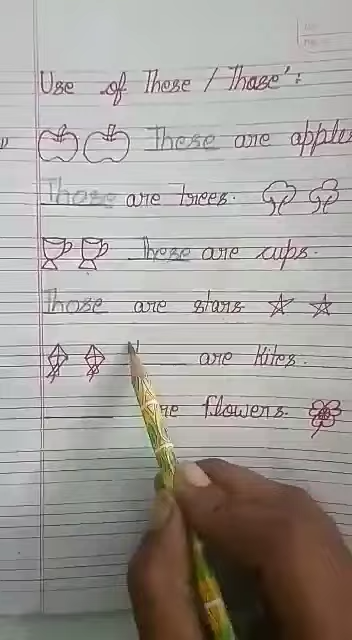 Use of These / Those':
These are apples
Those are trees.
These are cups.
Those are stars
are kites.
are flowers.